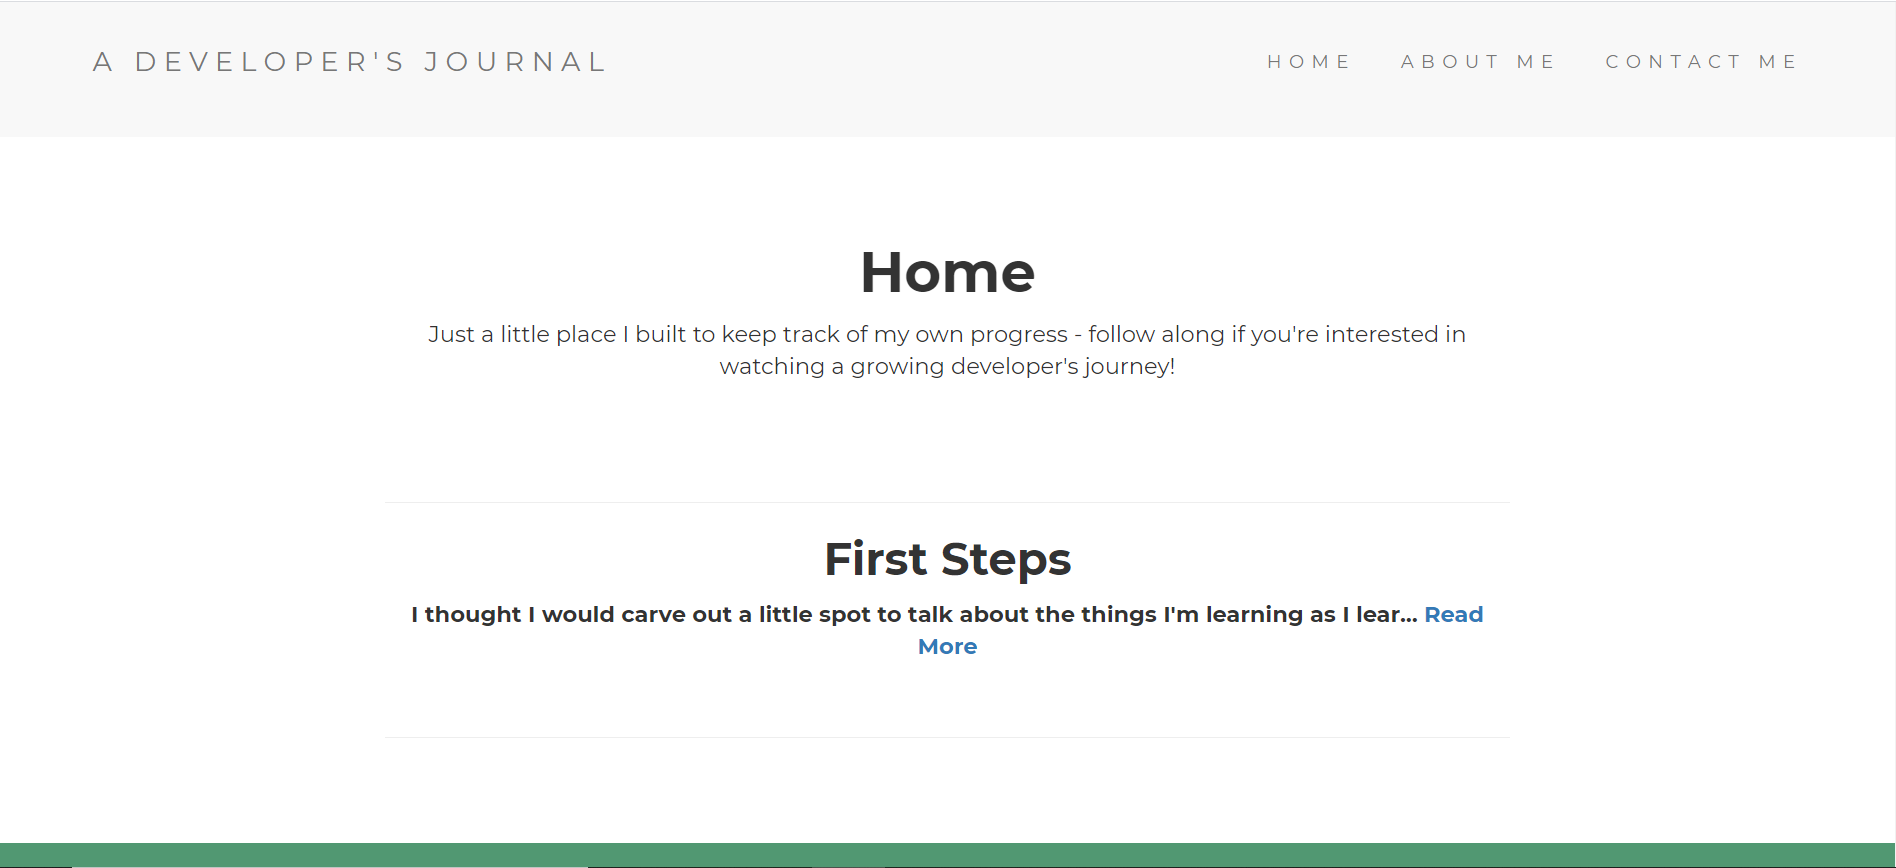 A DEVELOPER'S JOURNAL
HOME ABOUT ME CONTACT ME
Home
Just a little place I built to keep track of my own progress - follow along if you're interested in
watching a growing developer's journey!
First Steps
I thought I would carve out a little spot to talk about the things I'm learning as I lear... Read
More